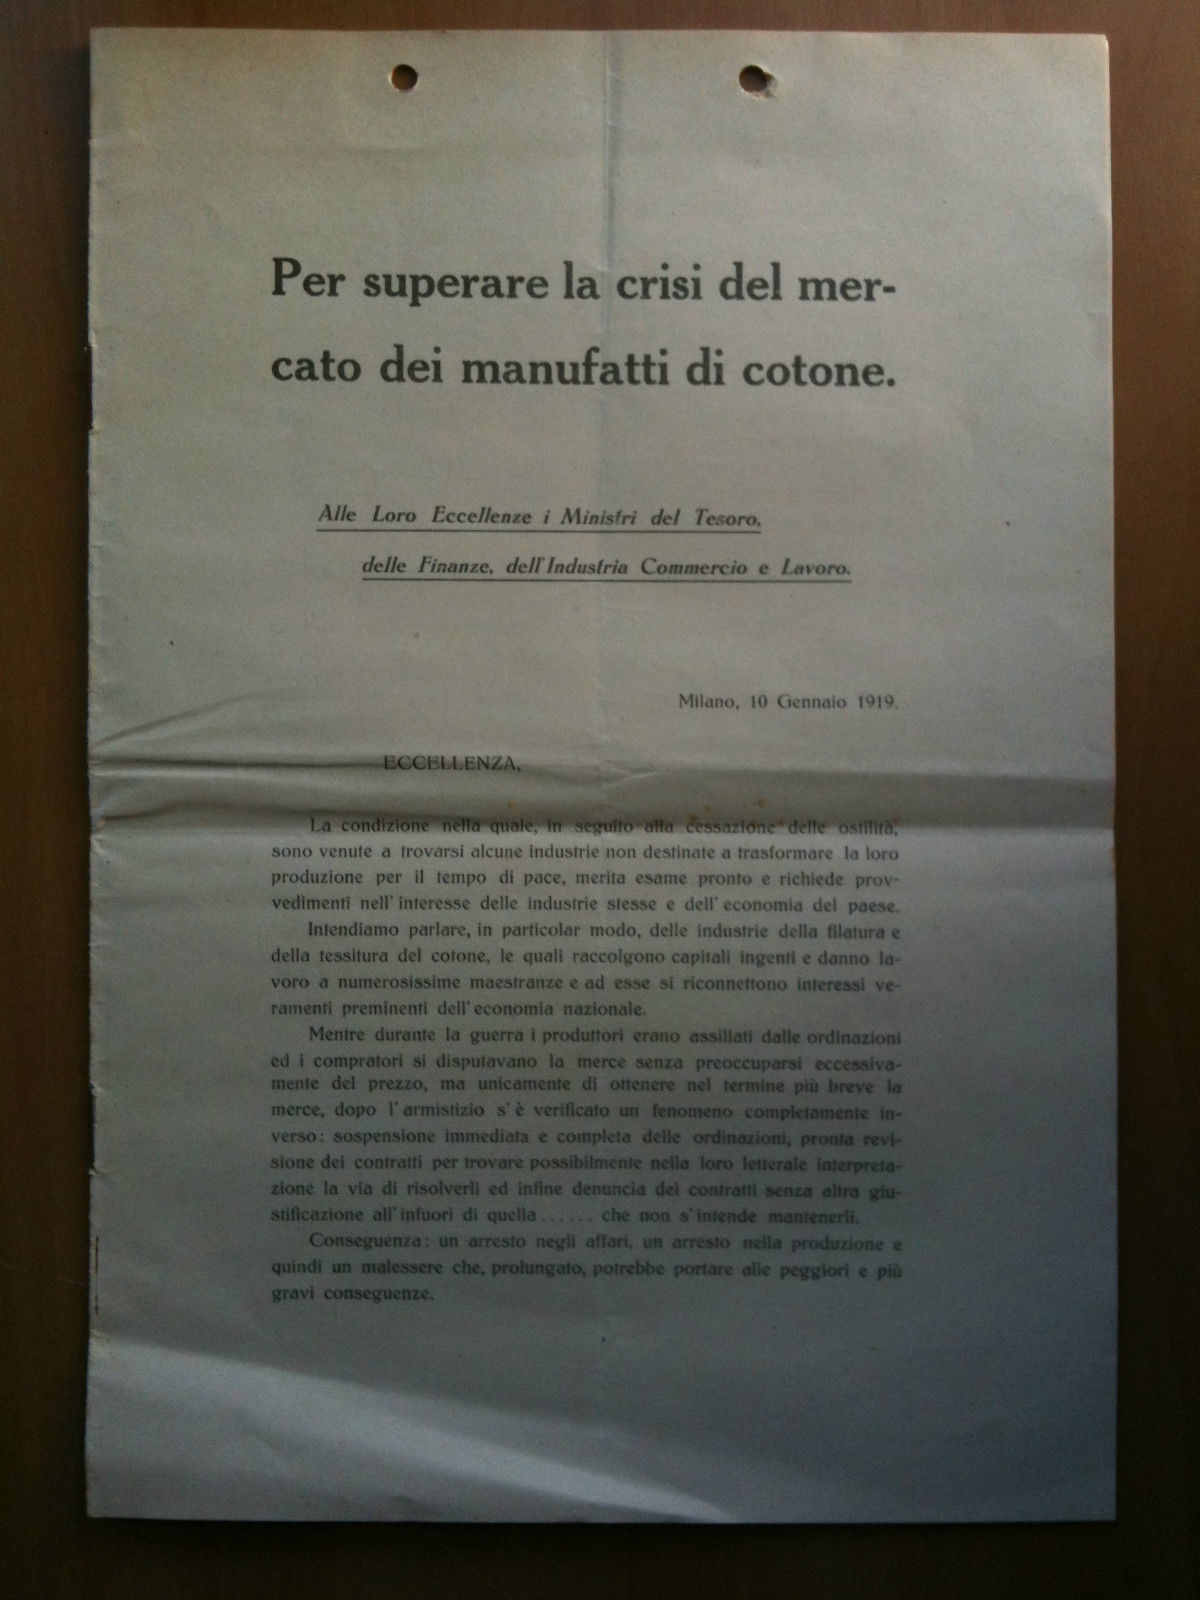 Per superare la crisi del mer-
cato dei manufatti di cotone.
Alle Loro Eccellenze i Ministri del Tesoro,
delle Finanze, dell'Industria Commercio e Lavoro.
Milano, 10 Gennaio 1919.
ECCELLENZA,
La condizione nella quale, in seguito alla cessazione delle ostilità,
sono venute a trovarsi alcune industrie non destinate a trasformare la loro
produzione per il tempo di pace, merita esame pronto e richiede prov-
vedimenti nell'interesse delle industrie stesse e dell'economia del paese.
Intendiamo parlare, in particolar modo, delle industrie della filatura e
della tessitura del cotone, le quali raccolgono capitali ingenti e danno la-
voro a numerosissime maestranze e ad esse si riconnettono interessi ve-
ramenti preminenti dell'economia nazionale.
Mentre durante la guerra i produttori erano assillati dalle ordinazioni
ed i compratori si disputavano la merce senza preoccuparsi eccessiva-
mente del prezzo, ma unicamente di ottenere nel termine più breve la
merce, dopo l'armistizio s'è verificato un fenomeno completamente in-
verso: sospensione immediata e completa delle ordinazioni, pronta revi-
sione dei contratti per trovare possibilmente nella loro letterale interpreta-
zione la via di risolverli ed infine denuncia dei contratti senza altra giu-
stificazione all'infuori di quella...... che non s'intende mantenerli.
Conseguenza: un arresto negli affari, un arresto nella produzione e
quindi un malessere che, prolungato, potrebbe portare alle peggiori e più
gravi conseguenze.